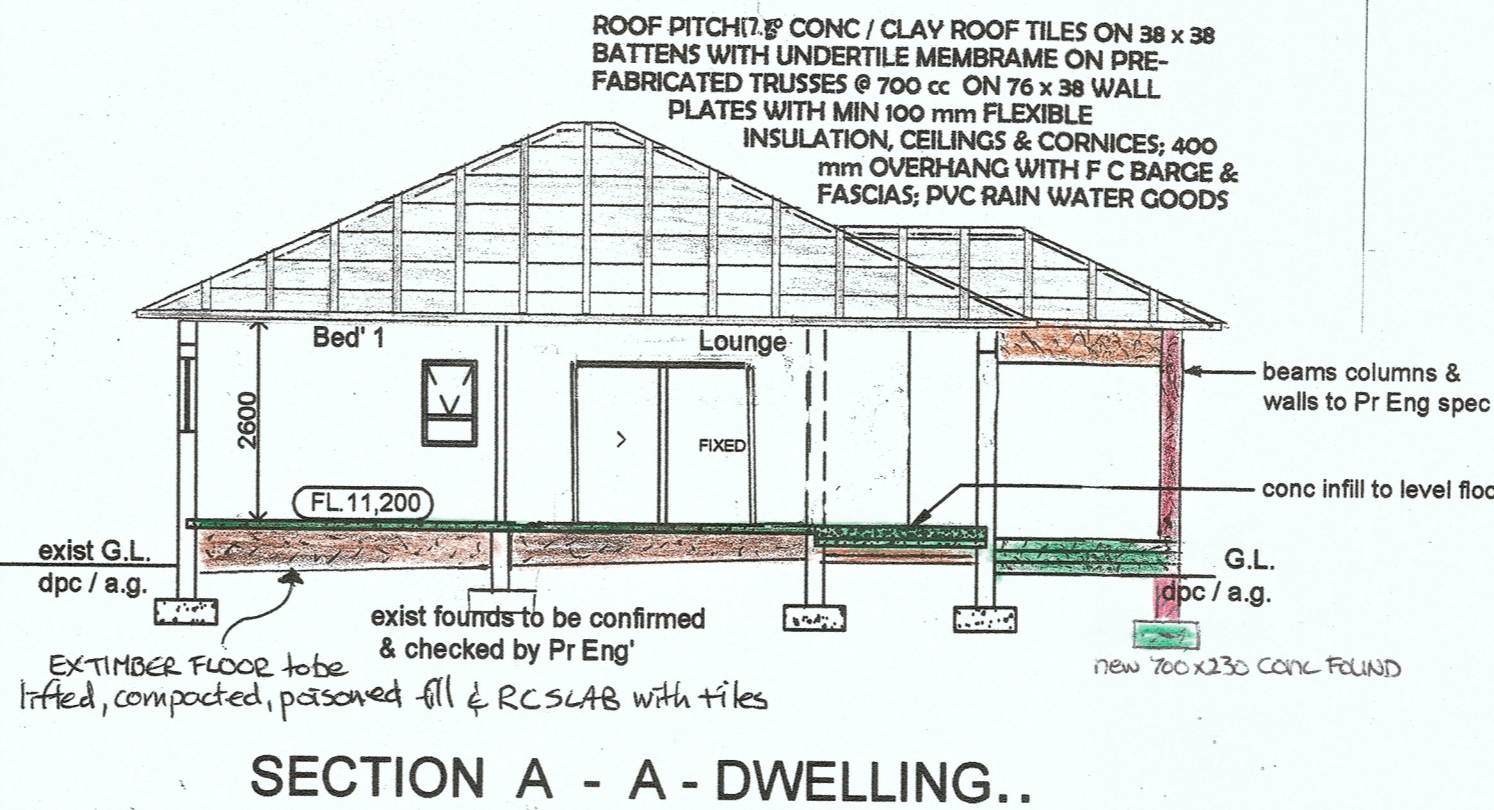 ROOF PITCH 17.5° CONC / CLAY ROOF TILES ON 38 x 38
BATTENS WITH UNDERTILE MEMBRAME ON PRE-
FABRICATED TRUSSES @ 700 cc ON 76 x 38 WALL
PLATES WITH MIN 100 mm FLEXIBLE
INSULATION, CEILINGS & CORNICES; 400
mm OVERHANG WITH F C BARGE &
FASCIAS; PVC RAIN WATER GOODS
Bed' 1
Lounge
2600
FIXED
FL.11,200
beams columns &
walls to Pr Eng spec
conc infill to level floo
exist G.L.
dpc / a.g.
G.L.
dpc / a.g.
exist founds to be confirmed
& checked by Pr Eng'
EXTIMBER FLOOR to be
lifted, compacted, poisoned fill & RC SLAB with tiles
new 700 x 230 CONC FOUND
SECTION A - A - DWELLING..